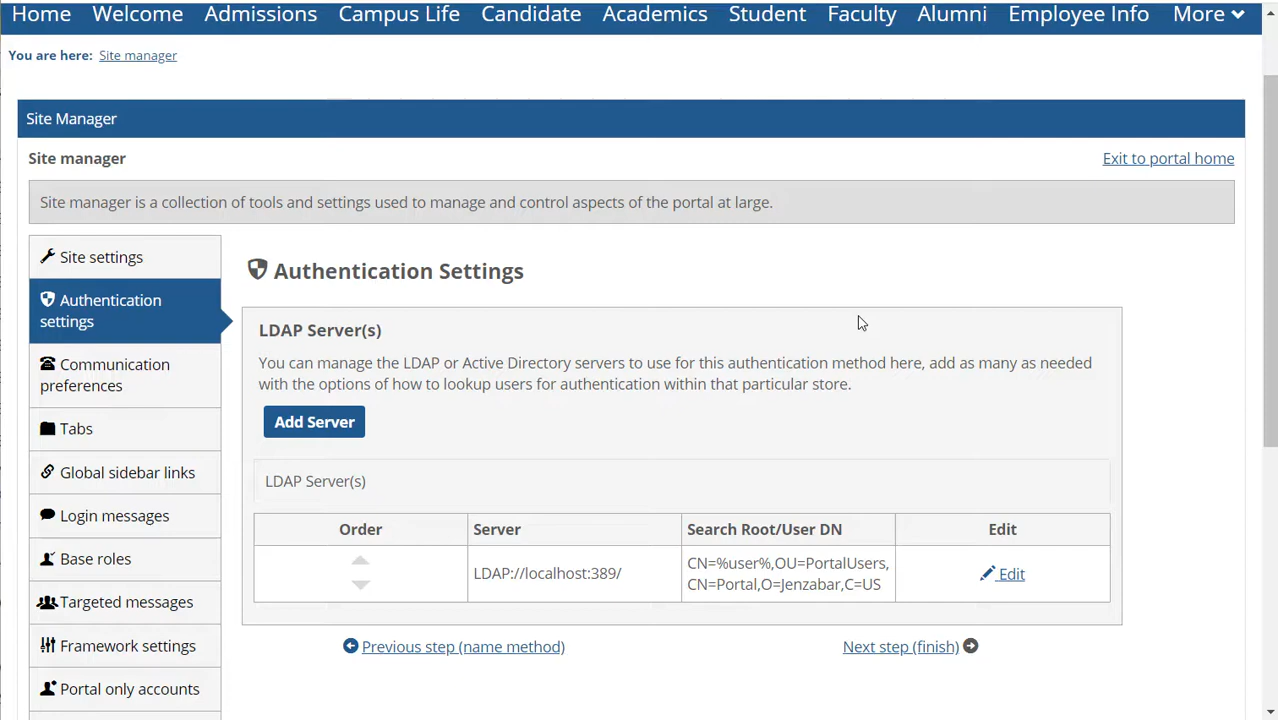 Home Welcome Admissions Campus Life Candidate Academics Student Faculty Alumni Employee Info More
You are here: Site manager
Site Manager
Site manager Exit to portal home
Site manager is a collection of tools and settings used to manage and control aspects of the portal at large.
Site settings
Authentication
settings
Communication
preferences
Tabs
Global sidebar links
Login messages
Base roles
Targeted messages
Framework settings
Portal only accounts
Authentication Settings
LDAP Server(s)
You can manage the LDAP or Active Directory servers to use for this authentication method here, add as many as needed
with the options of how to lookup users for authentication within that particular store.
Add Server
LDAP Server(s)
Order Server Search Root/User DN Edit
LDAP://localhost:389/ CN=%user%,OU=PortalUsers, Edit
CN=Portal,O=Jenzabar,C=US
Previous step (name method) Next step (finish)